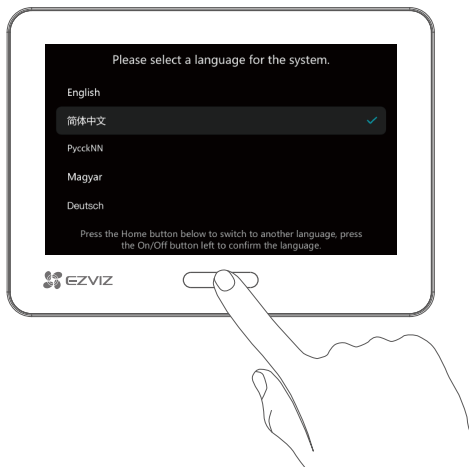 Please select a language for the system.
English
简体中文
РусскNN
Magyar
Deutsch
Press the Home button below to switch to another language, press
the On/Off button left to confirm the language.
EZVIZ